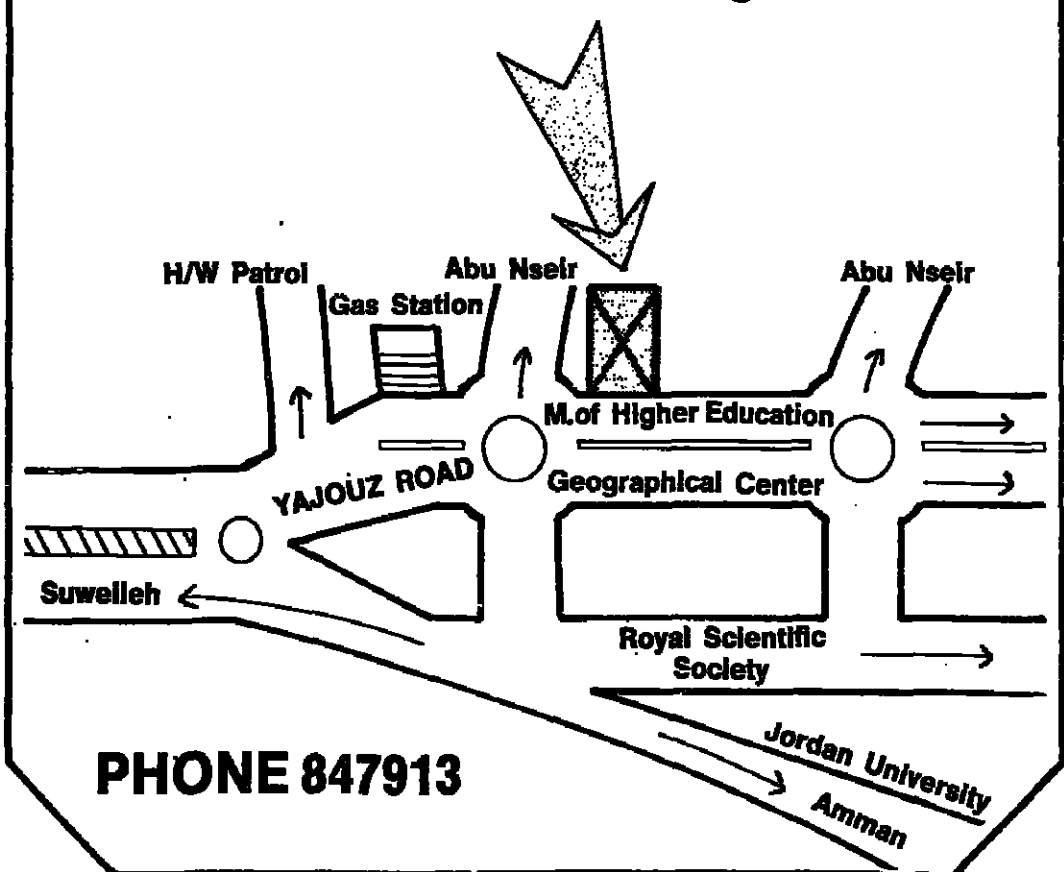 H/W Patrol
Abu Nseir
Abu Nseir
Gas Station
M.of Higher Education
YAJOUZ ROAD
Geographical Center
Suweileh
Royal Scientific
Society
Jordan University
Amman
PHONE 847913